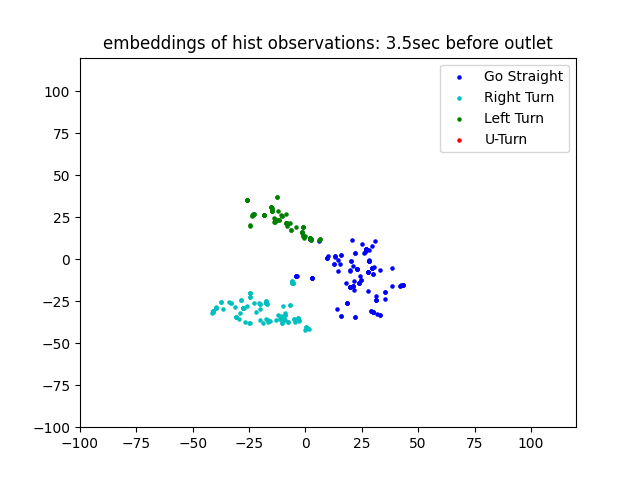 embeddings of hist observations: 3.5sec before outlet
Go Straight
Right Turn
Left Turn
U-Turn
100
75
50
25
0
−25
−50
−75
−100
−100 −75 −50 −25 0 25 50 75 100